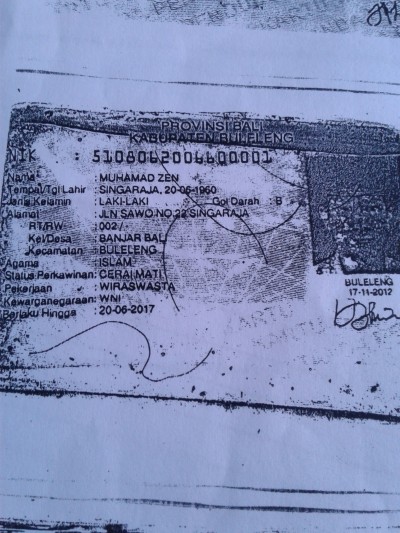 PROVINSI BALI
KABUPATEN BULELENG
NIK : 5108062006600001
Nama : MUHAMAD ZEN
Tempat/Tgl Lahir : SINGARAJA, 20-06-1960
Jenis Kelamin : LAKI-LAKI Gol Darah B
Alamat : JLN SAWO NO.22 SINGARAJA
RT/RW : 002/
Kel/Desa : BANJAR BALI
Kecamatan : BULELENG
Agama : ISLAM
Status Perkawinan: CERAI MATI
Pekerjaan : WIRASWASTA
Kewarganegaraan: WNI
Berlaku Hingga : 20-06-2017
BULELENG
17-11-2012